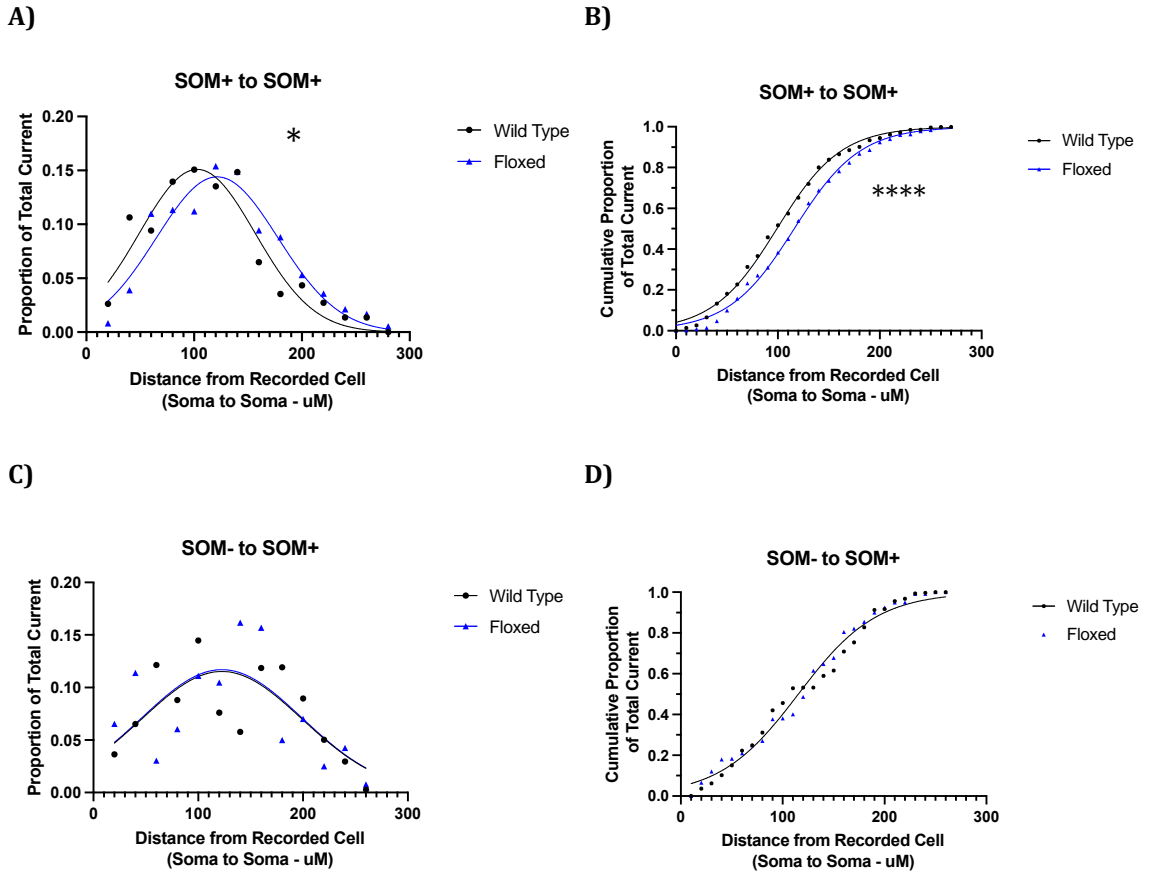 A)
SOM+ to SOM+
*
Wild Type
Floxed
Proportion of Total Current
0.20
0.15
0.10
0.05
0.00
0 100 200 300
Distance from Recorded Cell
(Soma to Soma - uM)
B)
SOM+ to SOM+
****
Wild Type
Floxed
Cumulative Proportion
of Total Current
1.0
0.8
0.6
0.4
0.2
0.0
0 100 200 300
Distance from Recorded Cell
(Soma to Soma - uM)
C)
SOM- to SOM+
Wild Type
Floxed
Proportion of Total Current
0.20
0.15
0.10
0.05
0.00
0 100 200 300
Distance from Recorded Cell
(Soma to Soma - uM)
D)
SOM- to SOM+
Wild Type
Floxed
Cumulative Proportion
of Total Current
1.0
0.8
0.6
0.4
0.2
0.0
0 100 200 300
Distance from Recorded Cell
(Soma to Soma - uM)